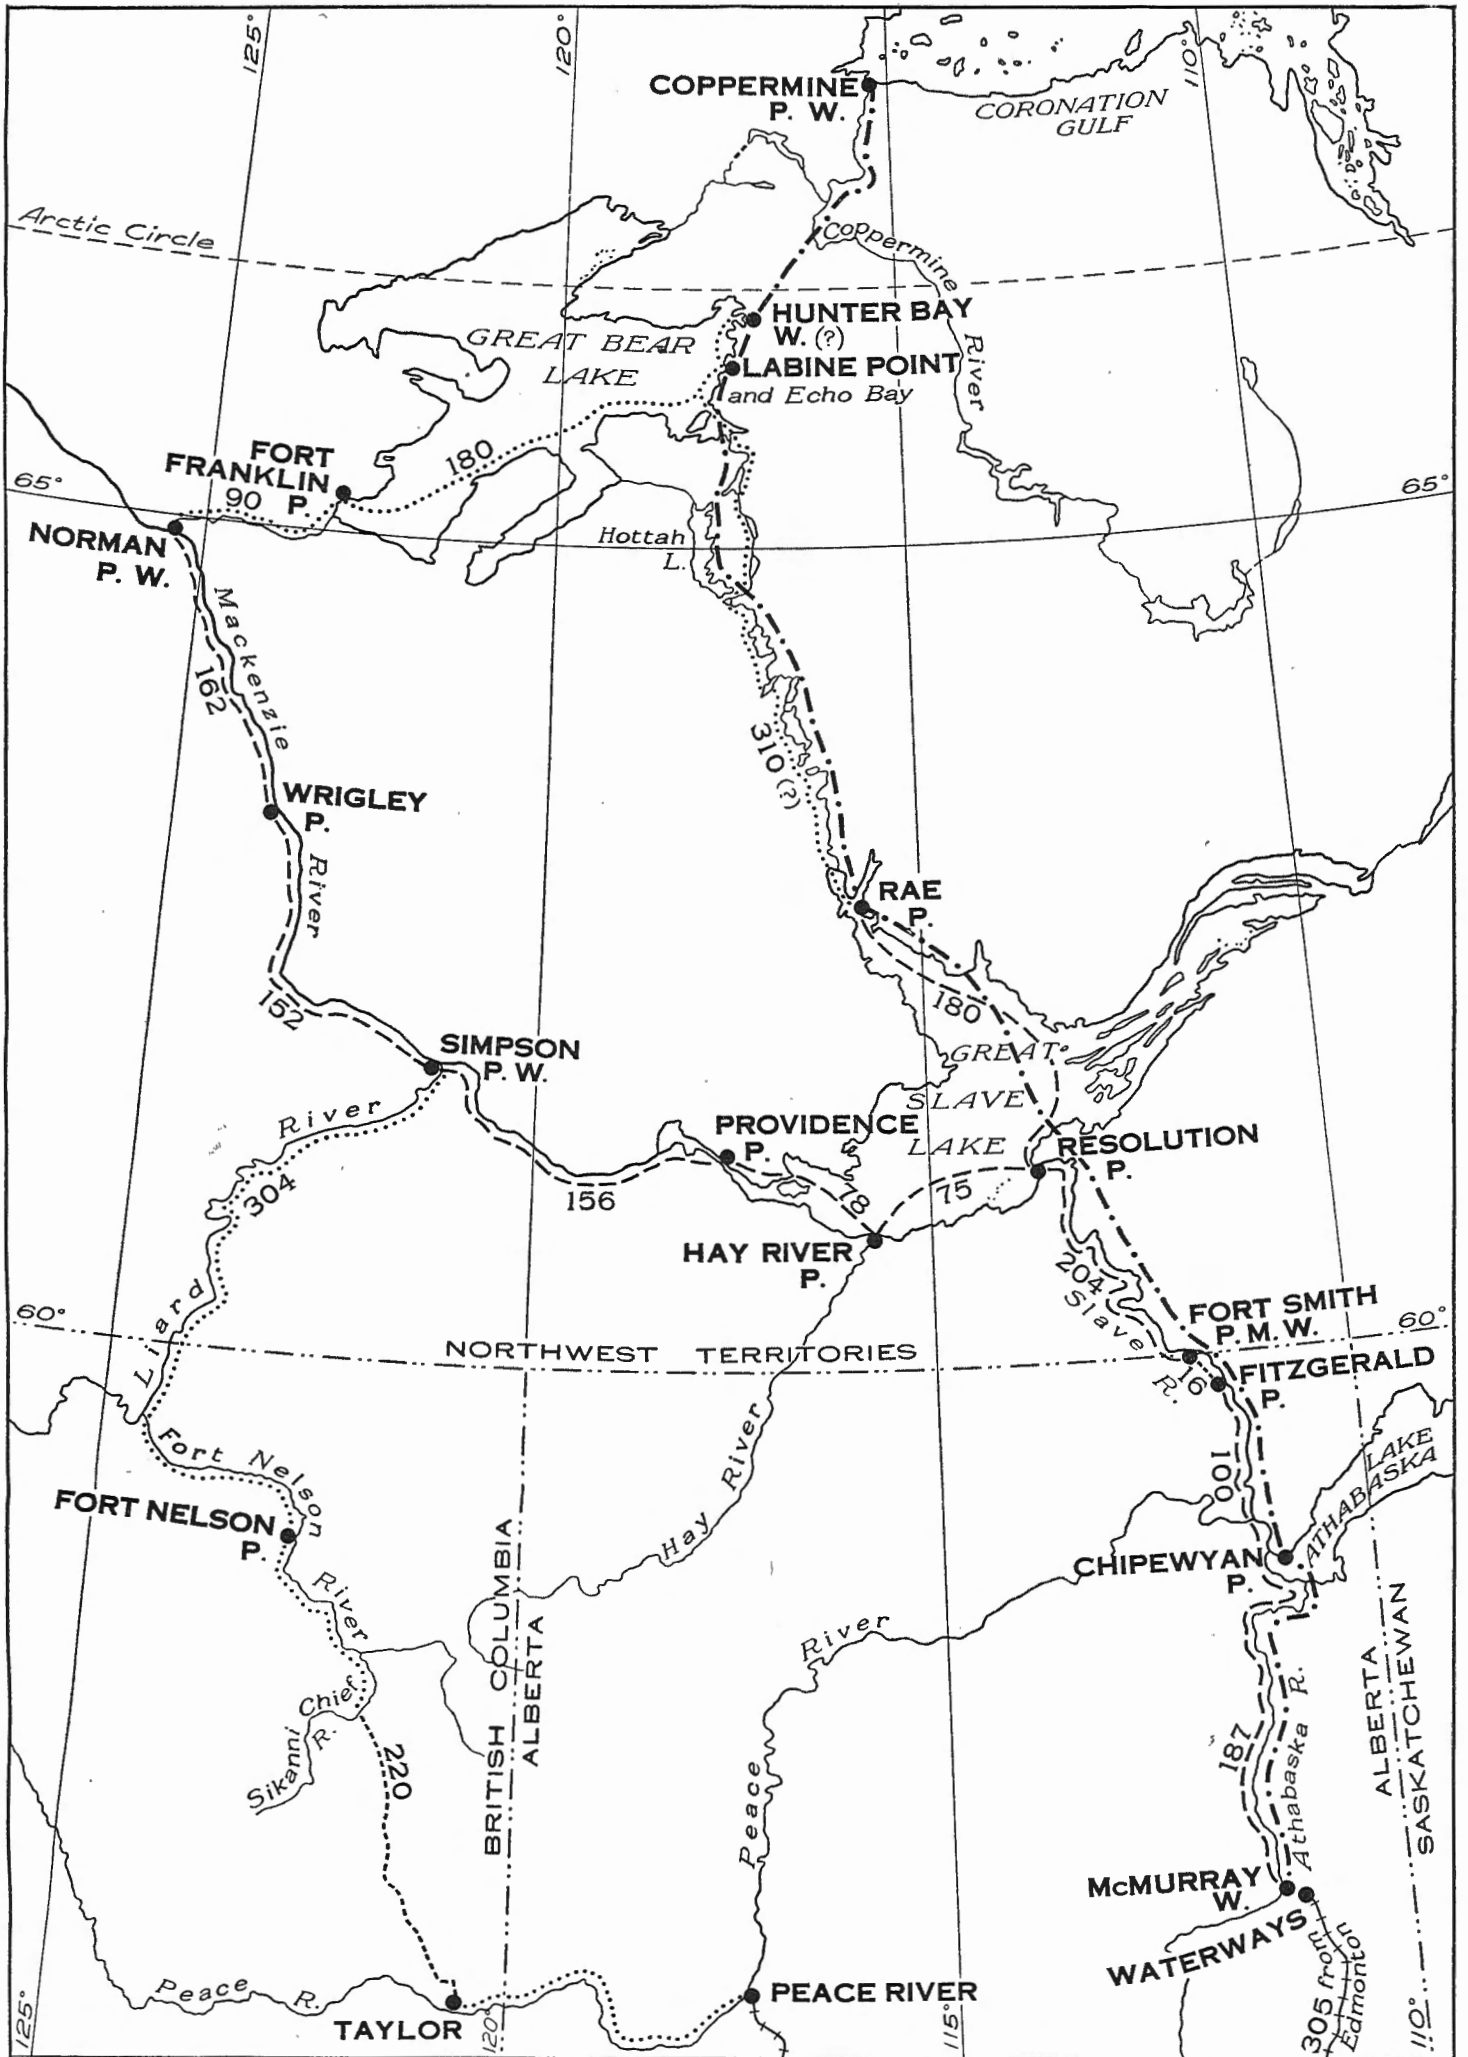 125°
120°
110°
COPPERMINE
P. W.
CORONATION
GULF
Arctic Circle
Coppermine
River
HUNTER BAY
W. (?)
GREAT BEAR
LAKE
LABINE POINT
and Echo Bay
FORT
FRANKLIN
P.
180
90
65°
65°
NORMAN
P. W.
Hottah
L.
Mackenzie
River
162
310 (?)
WRIGLEY
P.
RAE
P.
152
180
SIMPSON
P. W.
GREAT
SLAVE
LAKE
River
PROVIDENCE
P.
RESOLUTION
P.
304
156
78
75
HAY RIVER
P.
204
Slave
R.
Liard
60°
FORT SMITH
P. M. W.
60°
NORTHWEST TERRITORIES
16
FITZGERALD
P.
Fort Nelson
River
Hay River
100
LAKE
ATHABASKA
FORT NELSON
P.
CHIPEWYAN
P.
BRITISH COLUMBIA
ALBERTA
Peace River
Sikanni Chief
R.
220
187
Athabaska R.
ALBERTA
SASKATCHEWAN
McMURRAY
W.
WATERWAYS
Peace R.
TAYLOR
PEACE RIVER
305 from
Edmonton
125°
120°
115°
110°